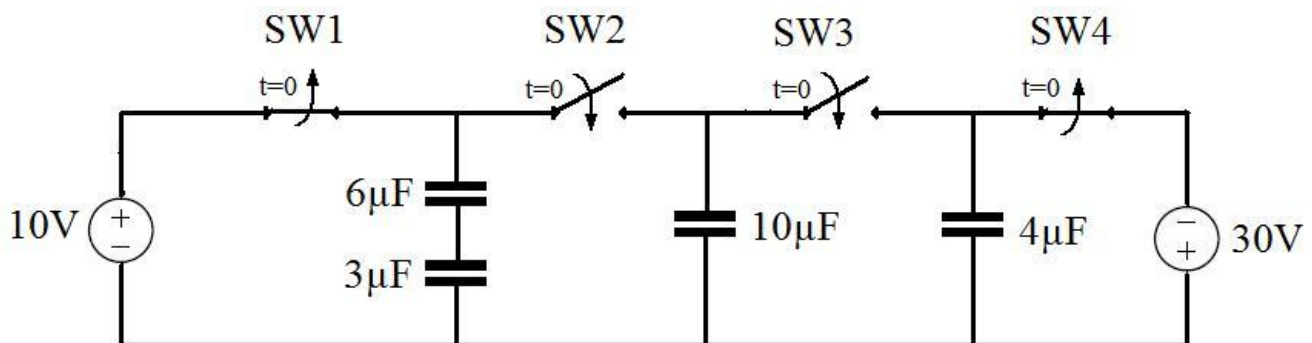 SW1 SW2 SW3 SW4
t=0 t=0 t=0 t=0
10V + − 6μF 10μF 4μF − + 30V
3μF